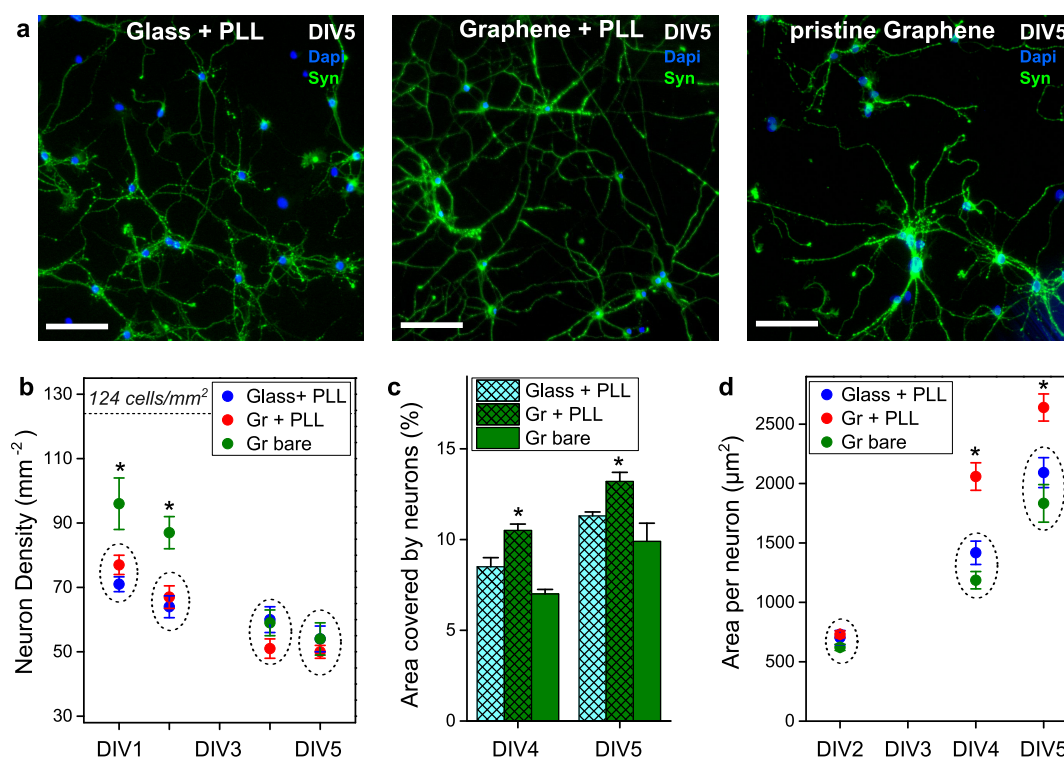 a
Glass + PLL
DIV5
Dapi
Syn
Graphene + PLL
DIV5
Dapi
Syn
pristine Graphene
DIV5
Dapi
Syn
b
124 cells/mm²
Glass+ PLL
Gr + PLL
Gr bare
Neuron Density (mm⁻²)
130
110
90
70
50
30
*
*
DIV1
DIV3
DIV5
c
Glass + PLL
Gr + PLL
Gr bare
Area covered by neurons (%)
15
10
5
0
*
*
DIV4
DIV5
d
Glass + PLL
Gr + PLL
Gr bare
Area per neuron (µm²)
2500
2000
1500
1000
500
0
*
*
DIV2
DIV3
DIV4
DIV5